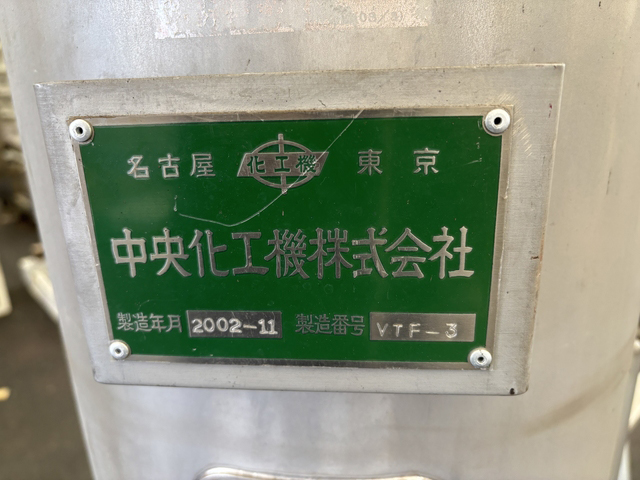 名古屋 化工機 東京
中央化工機株式会社
製造年月 2002-11 製造番号 VTF-3